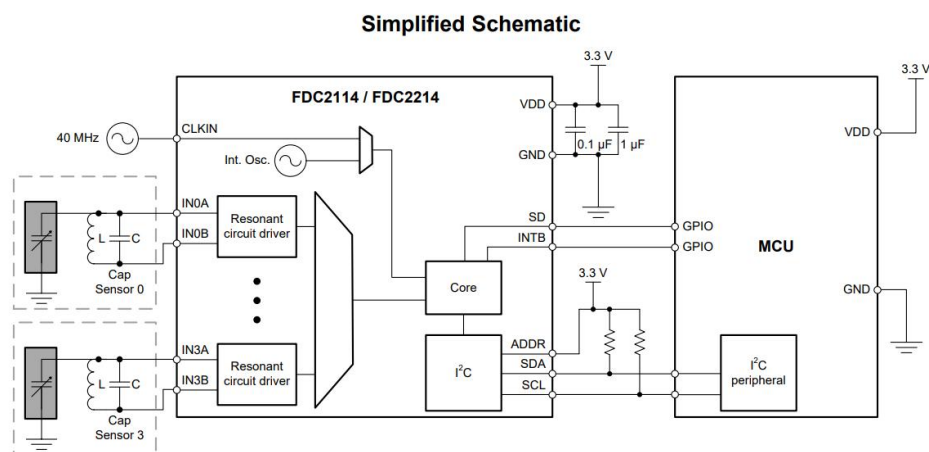 Simplified Schematic
3.3 V
3.3 V
FDC2114 / FDC2214
VDD
CLKIN
40 MHz
0.1 µF
1 µF
VDD
Int. Osc.
GND
IN0A
Resonant
circuit driver
SD
GPIO
IN0B
INTB
GPIO
MCU
L
C
Cap
Sensor 0
Core
3.3 V
GND
IN3A
Resonant
circuit driver
ADDR
I²C
SDA
I²C
peripheral
IN3B
SCL
L
C
Cap
Sensor 3